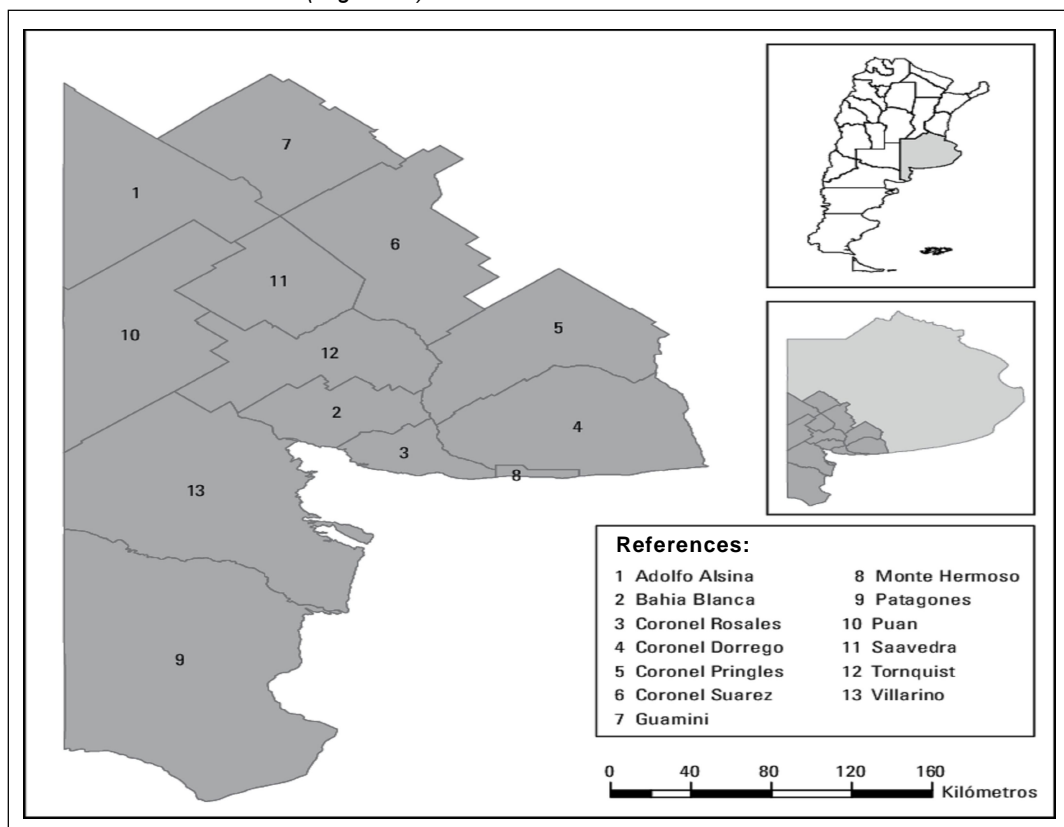 7
1
6
11
10
5
12
2
4
3
8
13
9
References:
1 Adolfo Alsina
2 Bahia Blanca
3 Coronel Rosales
4 Coronel Dorrego
5 Coronel Pringles
6 Coronel Suarez
7 Guamini
8 Monte Hermoso
9 Patagones
10 Puan
11 Saavedra
12 Tornquist
13 Villarino
0 40 80 120 160
Kilómetros